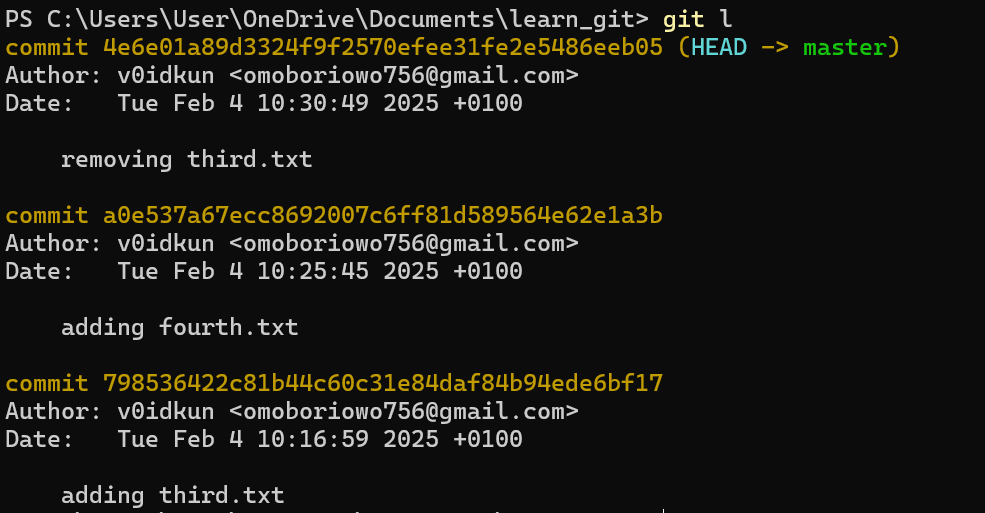 PS C:\Users\User\OneDrive\Documents\learn_git> git l
commit 4e6e01a89d3324f9f2570efee31fe2e5486eeb05 (HEAD -> master)
Author: v0idkun <omoboriowo756@gmail.com>
Date:   Tue Feb 4 10:30:49 2025 +0100
    removing third.txt
commit a0e537a67ecc8692007c6ff81d589564e62e1a3b
Author: v0idkun <omoboriowo756@gmail.com>
Date:   Tue Feb 4 10:25:45 2025 +0100
    adding fourth.txt
commit 798536422c81b44c60c31e84daf84b94ede6bf17
Author: v0idkun <omoboriowo756@gmail.com>
Date:   Tue Feb 4 10:16:59 2025 +0100
    adding third.txt